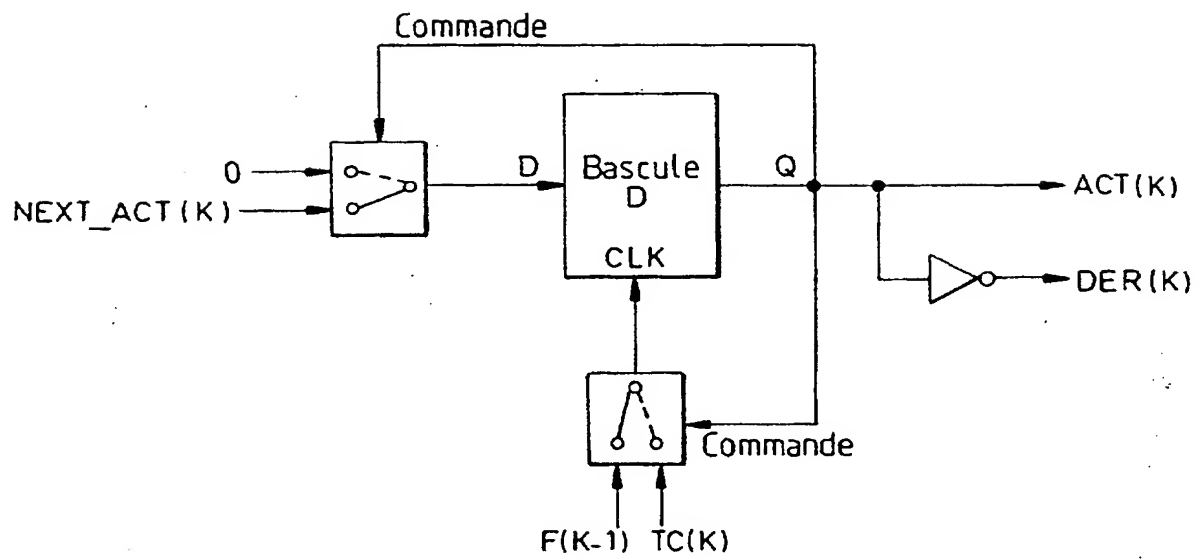 Commande
0
NEXT_ACT(K)
D
Bascule
D
CLK
Q
ACT(K)
DER(K)
Commande
F(K-1) TC(K)